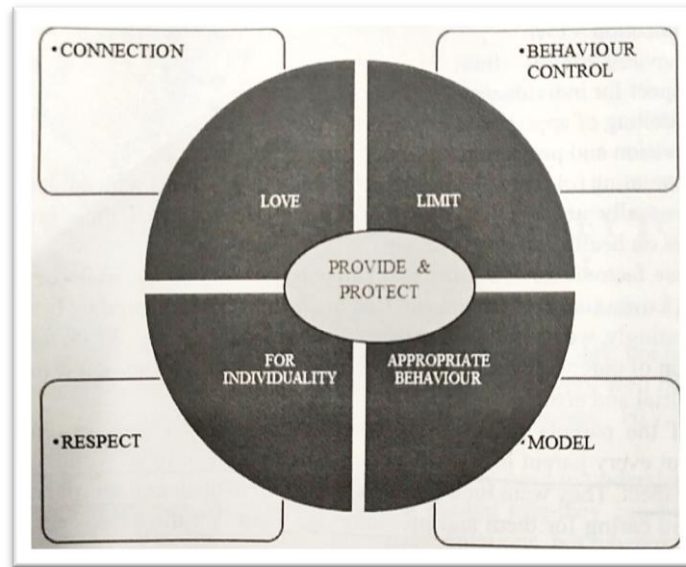 •CONNECTION
•BEHAVIOUR
CONTROL
LOVE
LIMIT
PROVIDE &
PROTECT
FOR
INDIVIDUALITY
APPROPRIATE
BEHAVIOUR
•RESPECT
•MODEL